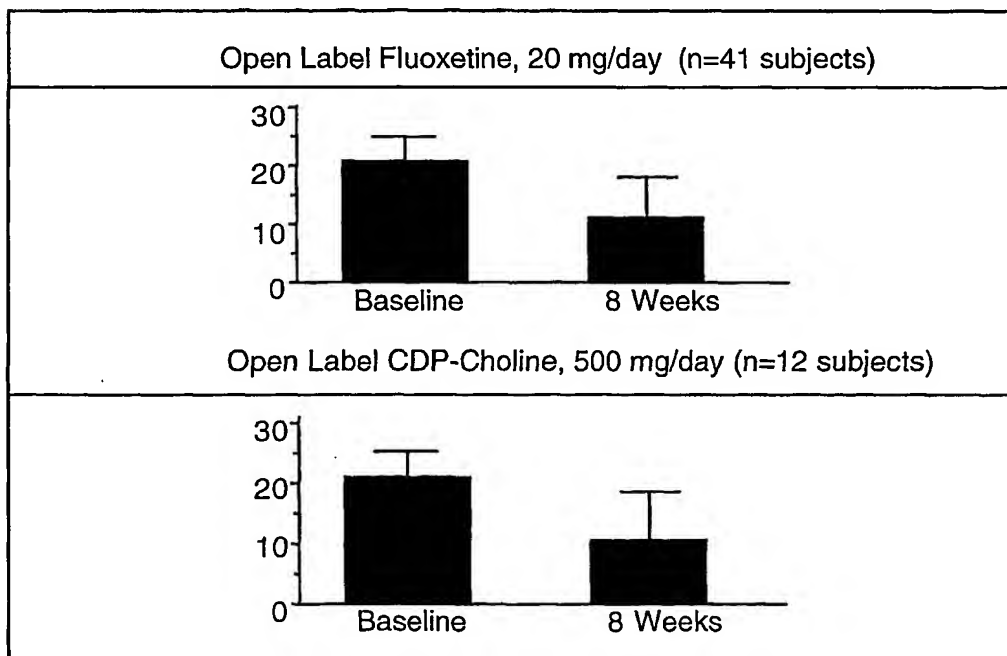 Open Label Fluoxetine, 20 mg/day (n=41 subjects)
30
20
10
0
Baseline 8 Weeks
Open Label CDP-Choline, 500 mg/day (n=12 subjects)
30
20
10
0
Baseline 8 Weeks